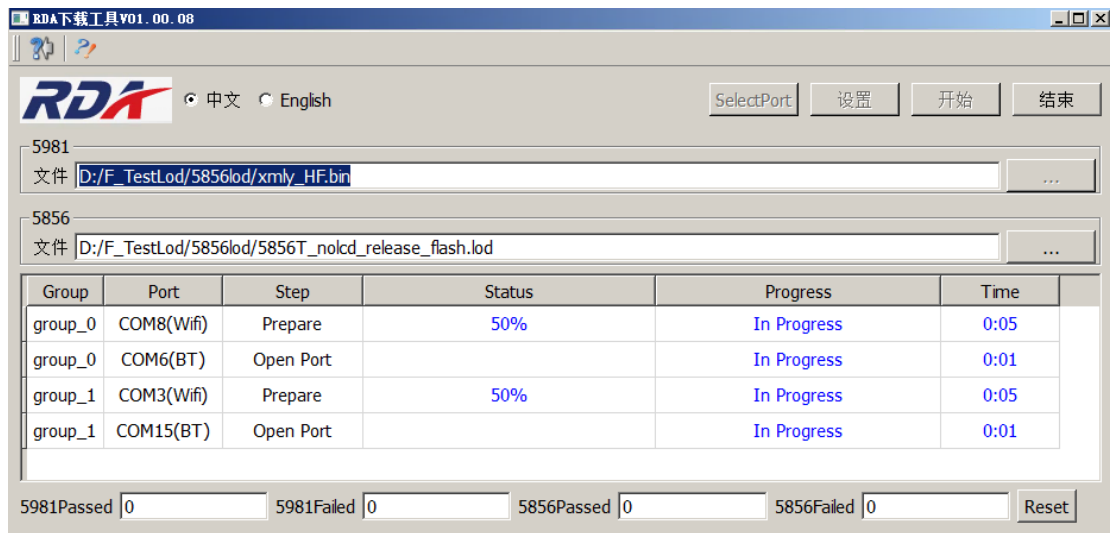 RDA下载工具V01.00.08
RDA 中文 English SelectPort 设置 开始 结束
5981
文件 D:/F_TestLod/5856lod/xmly_HF.bin ...
5856
文件 D:/F_TestLod/5856lod/5856T_nolcd_release_flash.lod ...
Group Port Step Status Progress Time
group_0 COM8(Wifi) Prepare 50% In Progress 0:05
group_0 COM6(BT) Open Port In Progress 0:01
group_1 COM3(Wifi) Prepare 50% In Progress 0:05
group_1 COM15(BT) Open Port In Progress 0:01
5981Passed 0 5981Failed 0 5856Passed 0 5856Failed 0 Reset